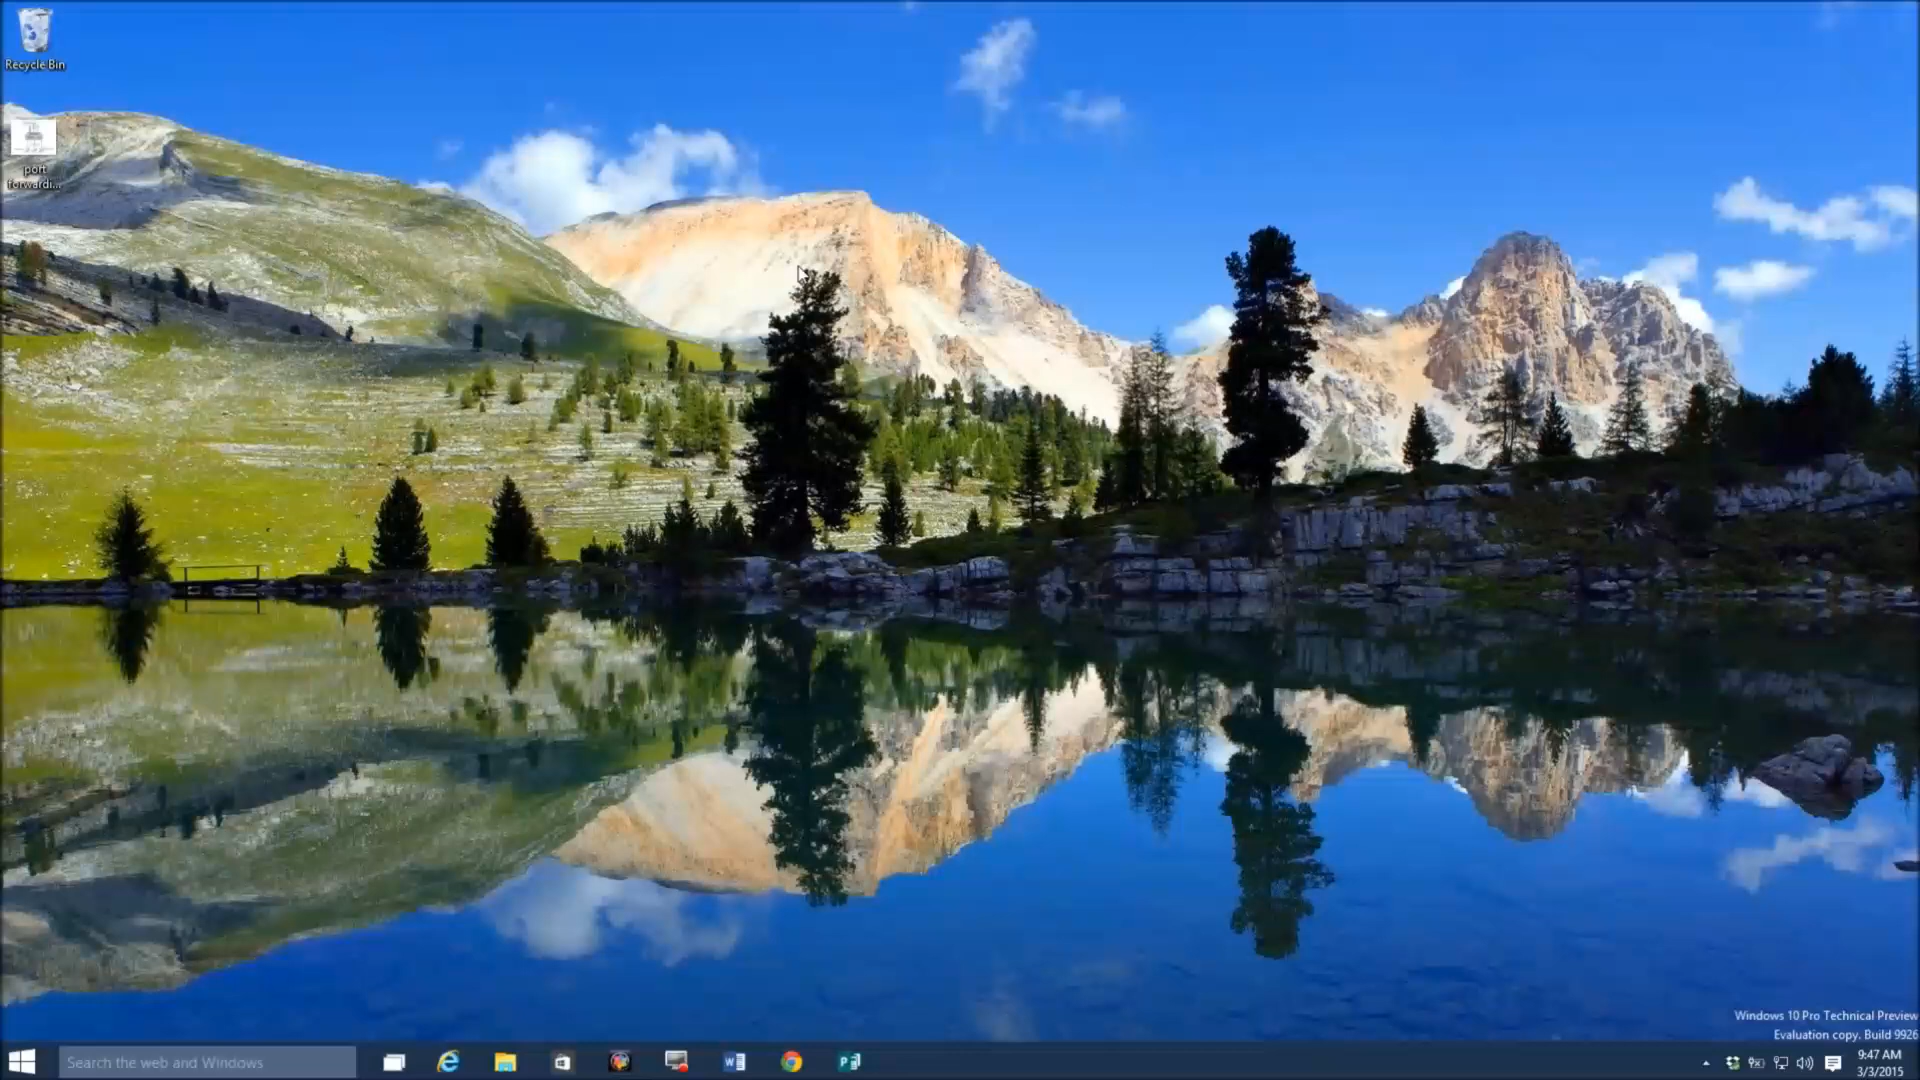 Recycle Bin
port
forwardi...
Windows 10 Pro Technical Preview
Evaluation copy. Build 9926
Search the web and Windows
9:47 AM
3/3/2015